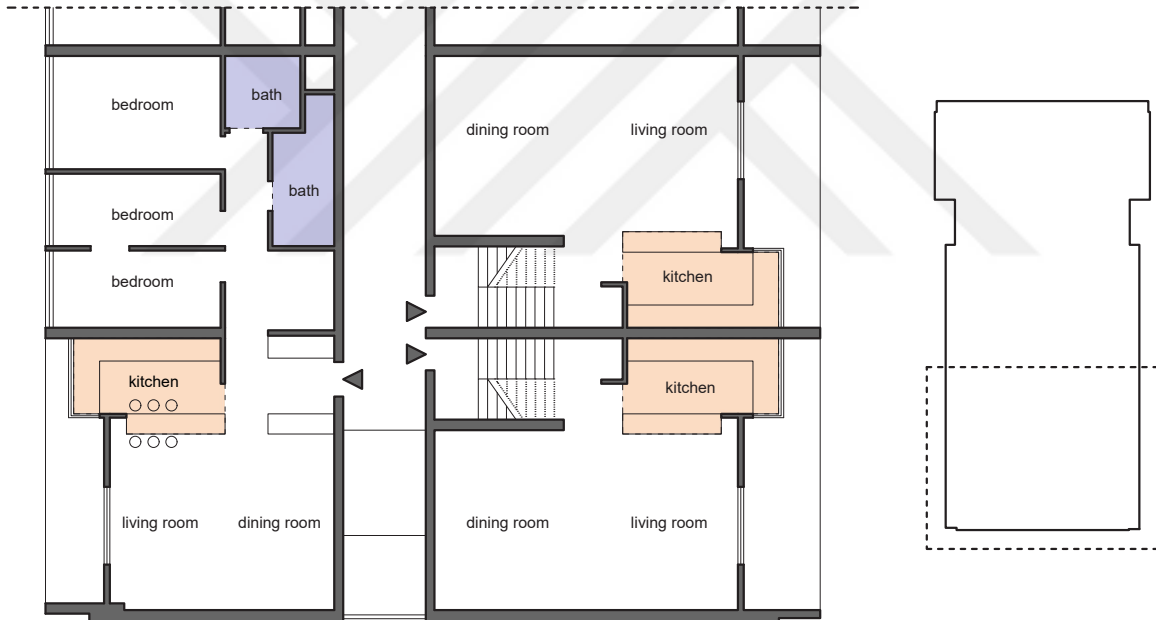 bedroom
bath
dining room
living room
bath
bedroom
bedroom
kitchen
kitchen
kitchen
living room
dining room
dining room
living room